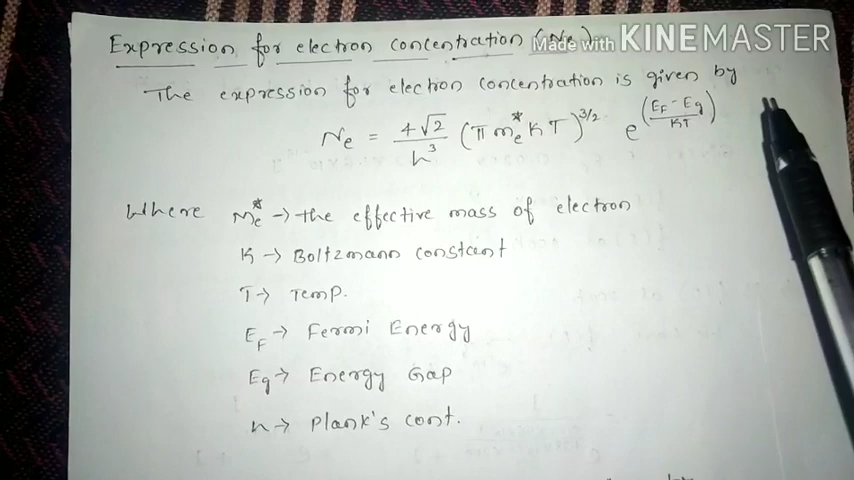 Expression for electron concentration (Ne)
Made with KINEMASTER
The expression for electron concentration is given by
Ne = 4√2/h³ (π me* K T)^3/2 e^((EF - Eg)/KT)
Where me* → the effective mass of electron
K → Boltzmann constant
T → Temp.
EF → Fermi Energy
Eg → Energy Gap
h → Plank's cont.